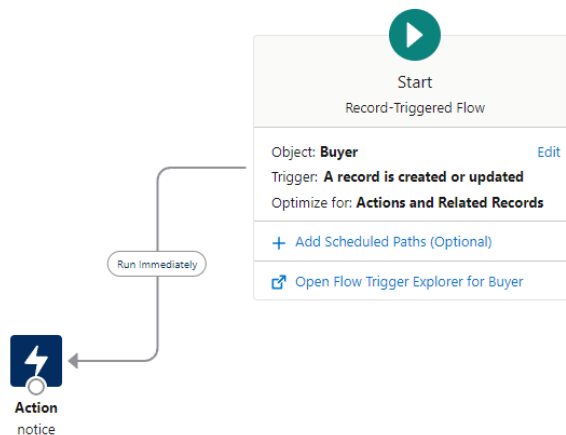 Start
Record-Triggered Flow
Object: Buyer
Edit
Trigger: A record is created or updated
Optimize for: Actions and Related Records
+ Add Scheduled Paths (Optional)
Open Flow Trigger Explorer for Buyer
Run Immediately
Action
notice